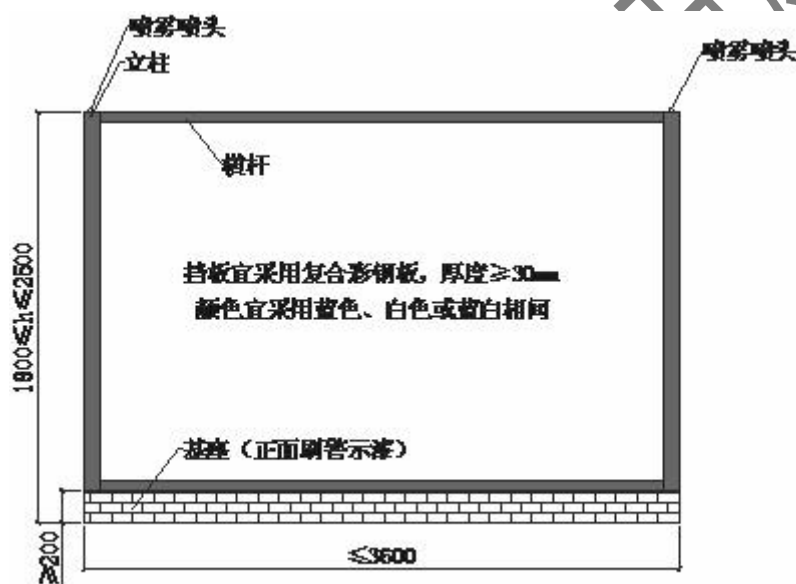 喷雾喷头
立柱
喷雾喷头
横杆
1800≤h≤2500
挡板宜采用复合彩钢板，厚度≥30mm
颜色宜采用蓝色、白色或蓝白相间
基座（正面刷警示漆）
≥200
≤3600